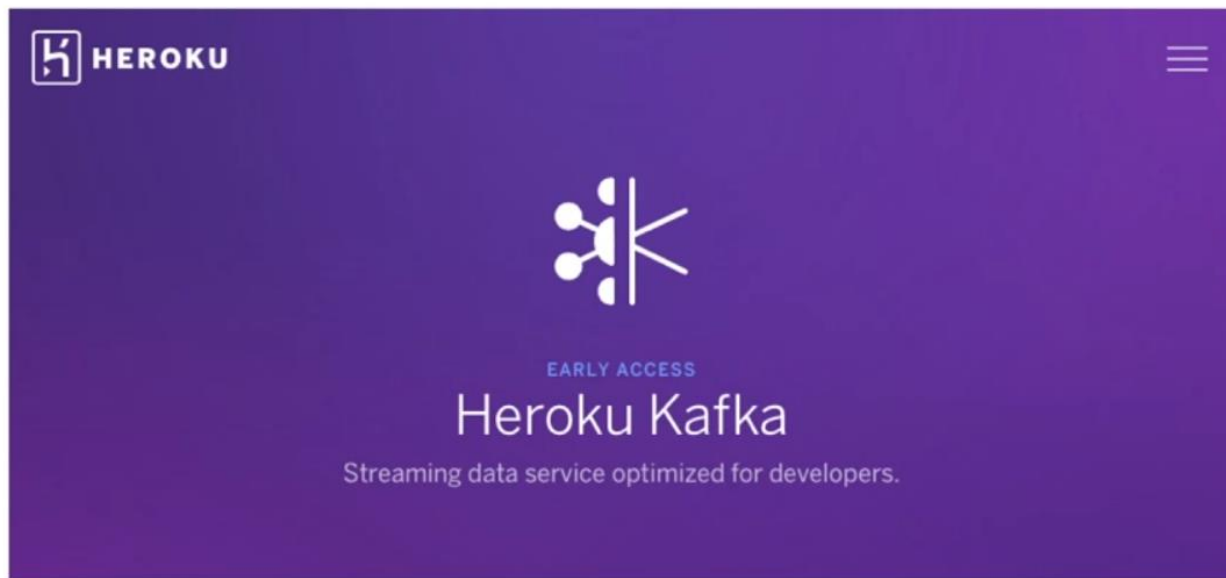 HEROKU
EARLY ACCESS
Heroku Kafka
Streaming data service optimized for developers.